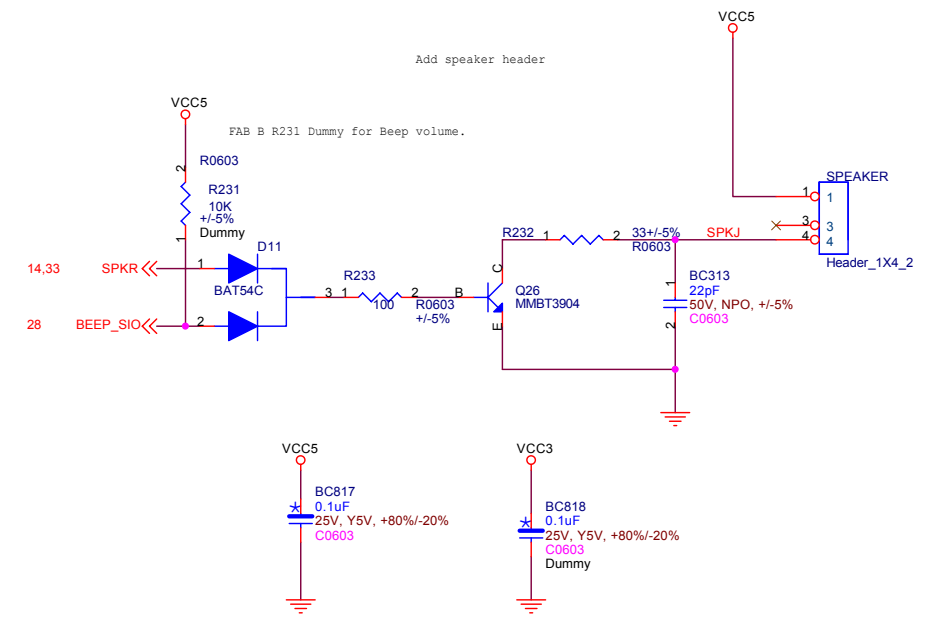 VCC5
Add speaker header
VCC5
FAB B R231 Dummy for Beep volume.
2
R0603
R231
10K
+/-5%
Dummy
1
SPEAKER
1
1
3
3
4
4
Header_1X4_2
R232
1
2
33+/-5%
R0603
SPKJ
D11
14,33
SPKR
1
BAT54C
28
BEEP_SIO
2
R233
3
1
2
100
R0603
+/-5%
B
C
E
Q26
MMBT3904
BC313
1
22pF
50V, NPO, +/-5%
C0603
2
VCC5
BC817
0.1uF
25V, Y5V, +80%/-20%
C0603
VCC3
BC818
0.1uF
25V, Y5V, +80%/-20%
C0603
Dummy